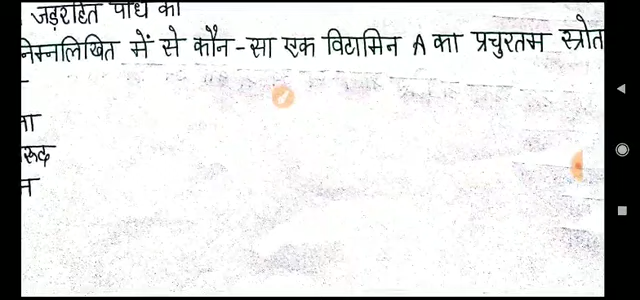 जड़रहित पौधे का
निम्नलिखित में से कौन-सा एक विटामिन A का प्रचुरतम स्त्रोत